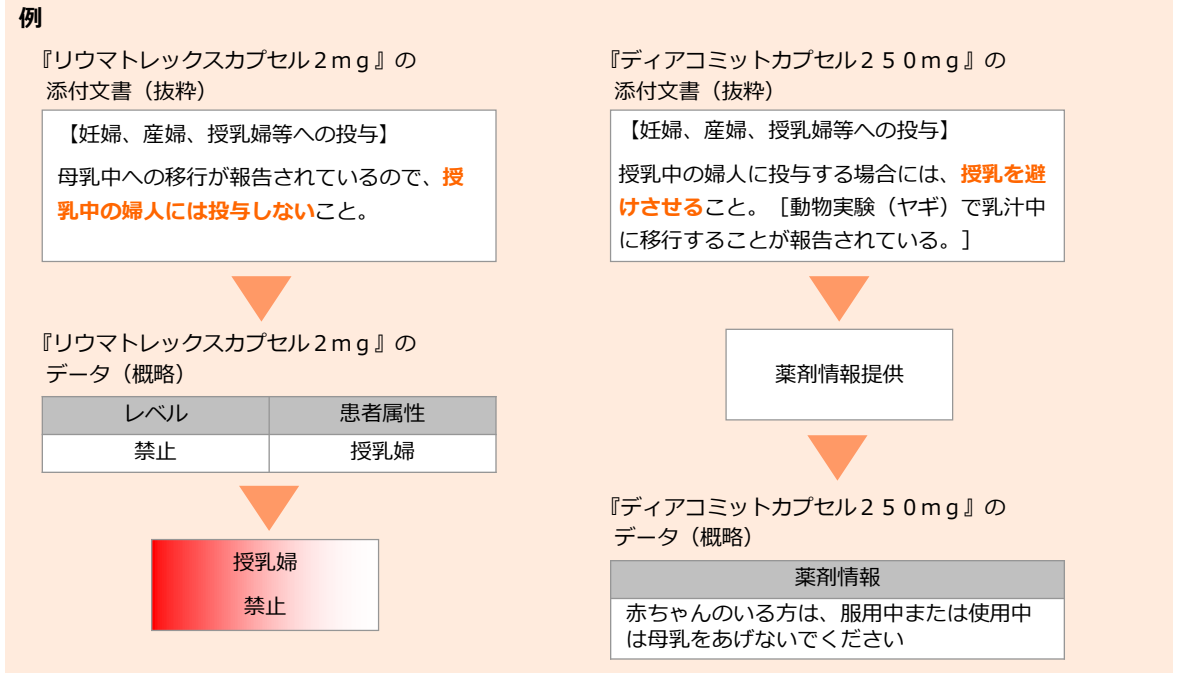 例
『リウマトレックスカプセル２ｍｇ』の
添付文書（抜粋）
【妊婦、産婦、授乳婦等への投与】
母乳中への移行が報告されているので、授
乳中の婦人には投与しないこと。
『リウマトレックスカプセル２ｍｇ』の
データ（概略）
レベル 患者属性
禁止 授乳婦
授乳婦
禁止
『ディアコミットカプセル２５０ｍｇ』の
添付文書（抜粋）
【妊婦、産婦、授乳婦等への投与】
授乳中の婦人に投与する場合には、授乳を避
けさせること。［動物実験（ヤギ）で乳汁中
に移行することが報告されている。］
薬剤情報提供
『ディアコミットカプセル２５０ｍｇ』の
データ（概略）
薬剤情報
赤ちゃんのいる方は、服用中または使用中
は母乳をあげないでください